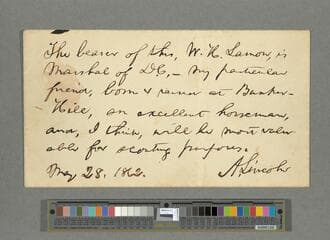 The bearer of this, W. H. Lamon, is
Marshal of D.C, – my particular
friend, born & raised at Bunker-
Hill, an excellent horseman,
and, I think, will be most valu
able for scouting purposes.
May 28, 1862. A Lincoln